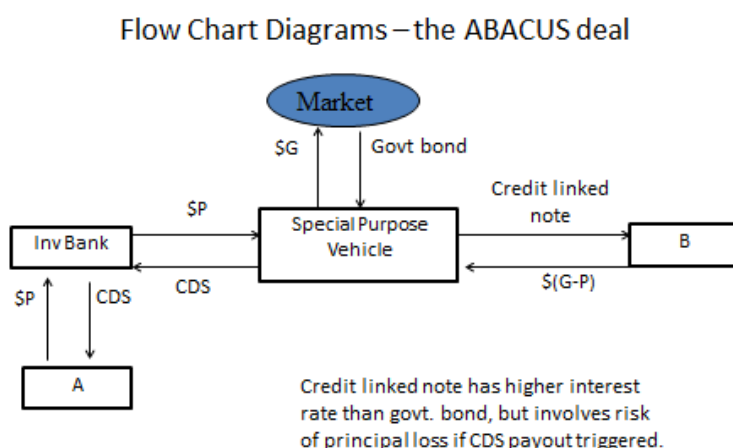 Flow Chart Diagrams – the ABACUS deal
Market
$G
Govt bond
Credit linked
note
$P
Special Purpose
Vehicle
Inv Bank
B
CDS
$(G-P)
$P
CDS
A
Credit linked note has higher interest
rate than govt. bond, but involves risk
of principal loss if CDS payout triggered.